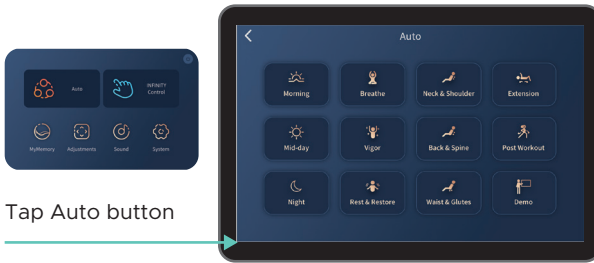 Auto
INFINITY
Control
MyMemory
Adjustments
Sound
System
Tap Auto button
Auto
Morning
Breathe
Neck & Shoulder
Extension
Mid-day
Vigor
Back & Spine
Post Workout
Night
Rest & Restore
Waist & Glutes
Demo